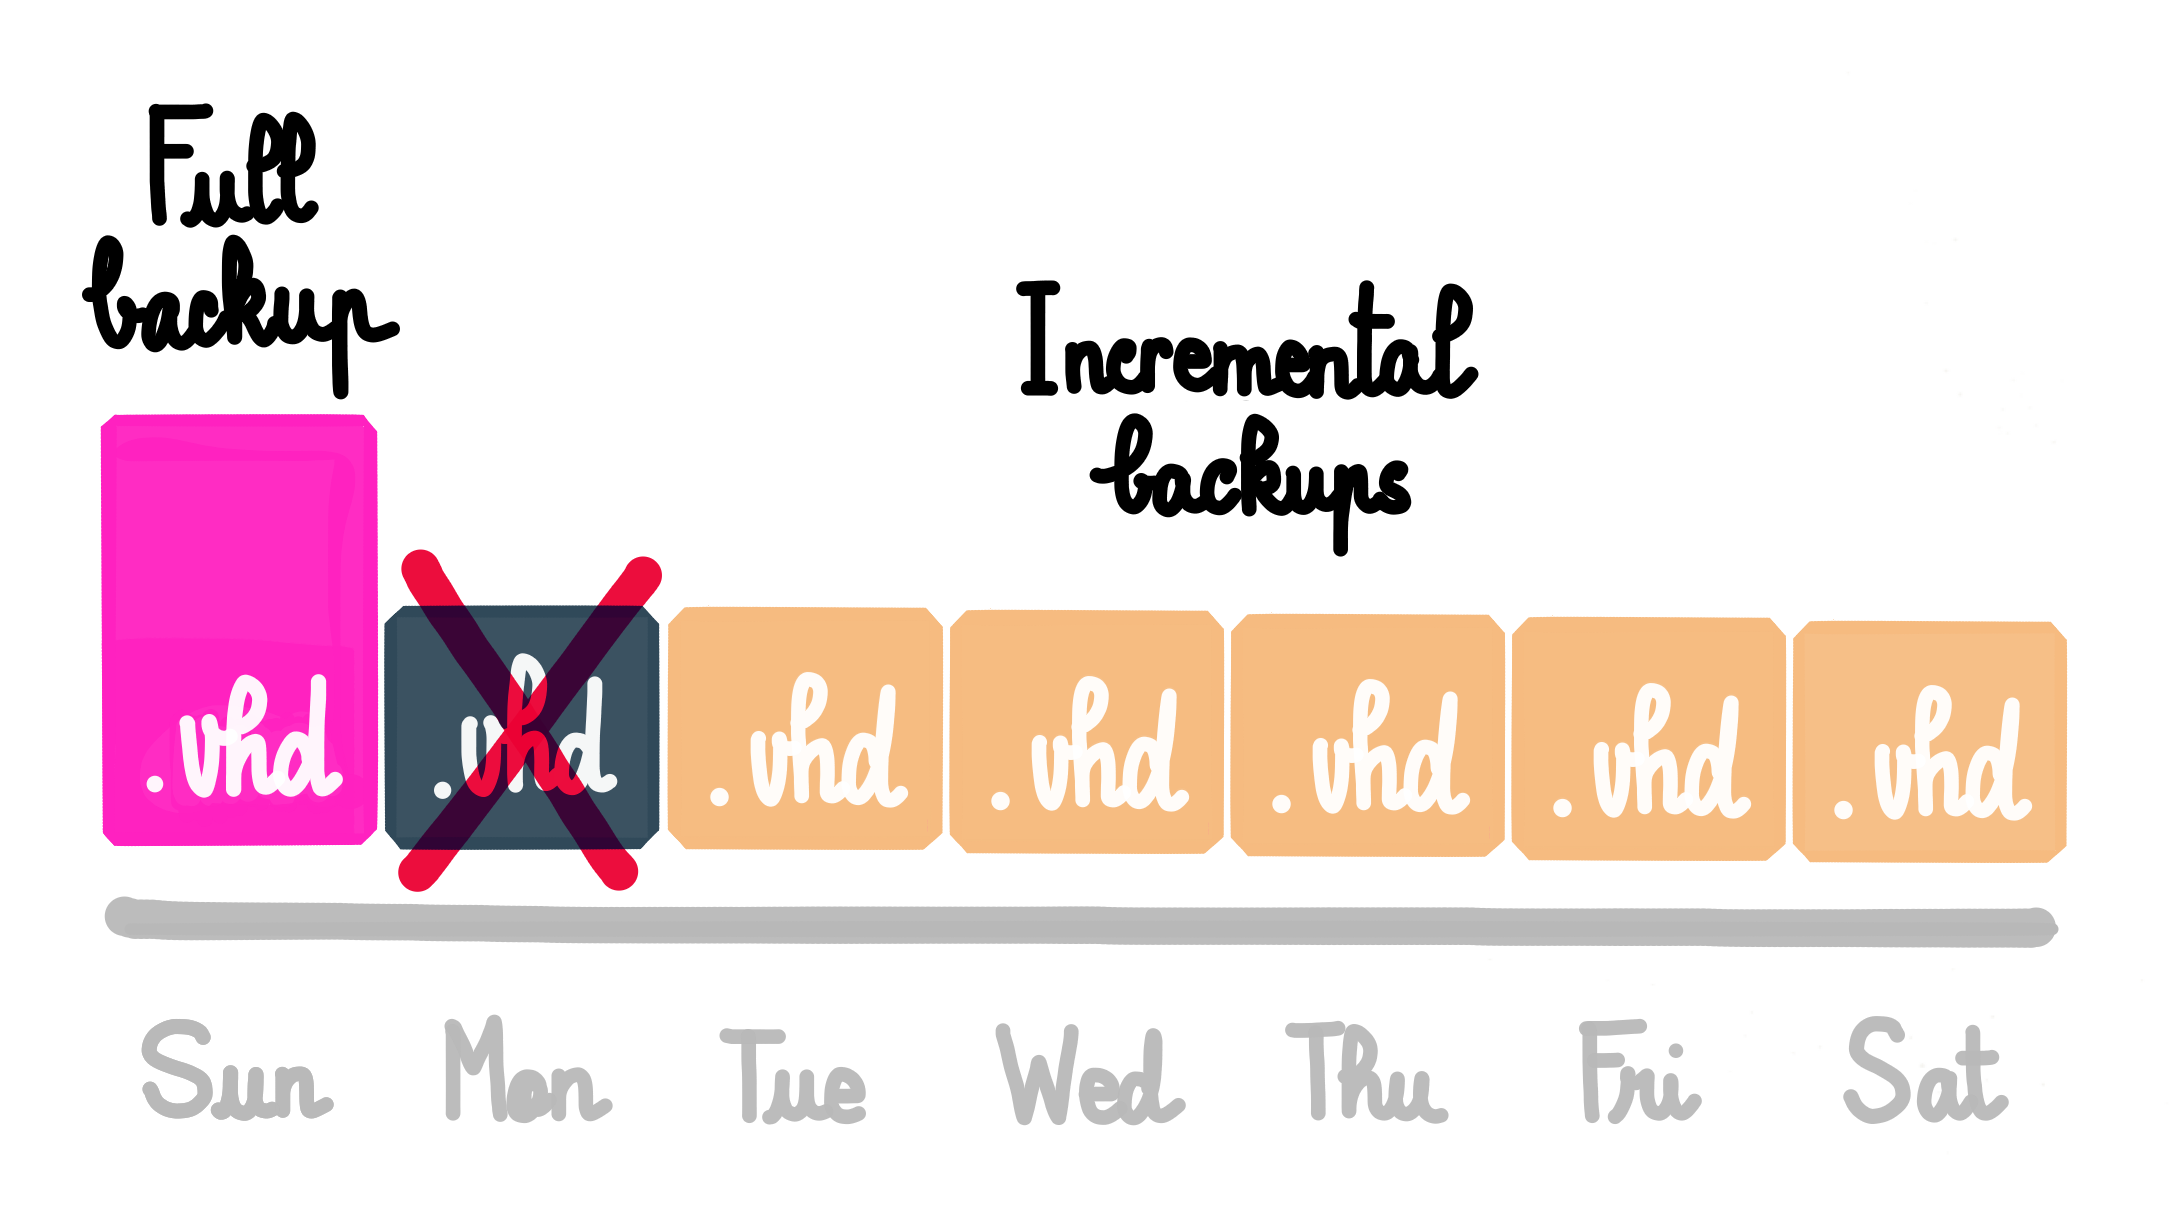 Full
backup
Incremental
backups
.vhd .vhd .vhd .vhd .vhd .vhd .vhd
Sun Mon Tue Wed Thu Fri Sat